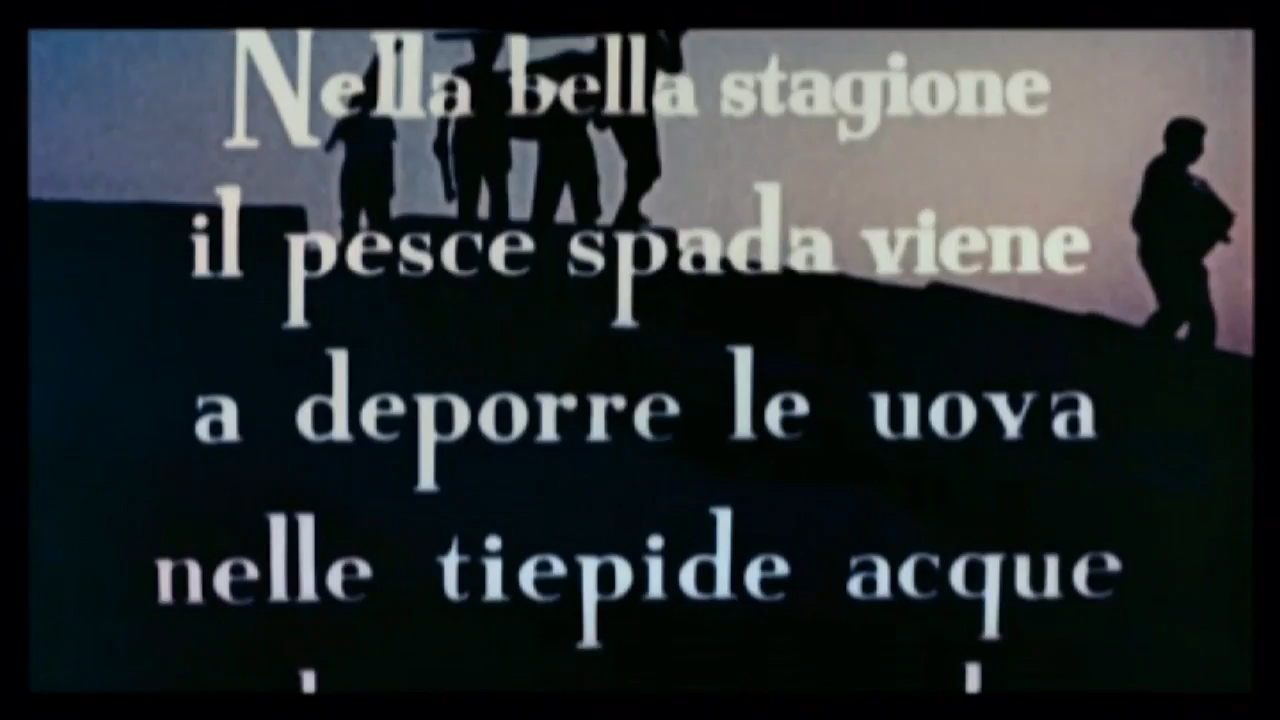 Nella bella stagione
il pesce spada viene
a deporre le uova
nelle tiepide acque